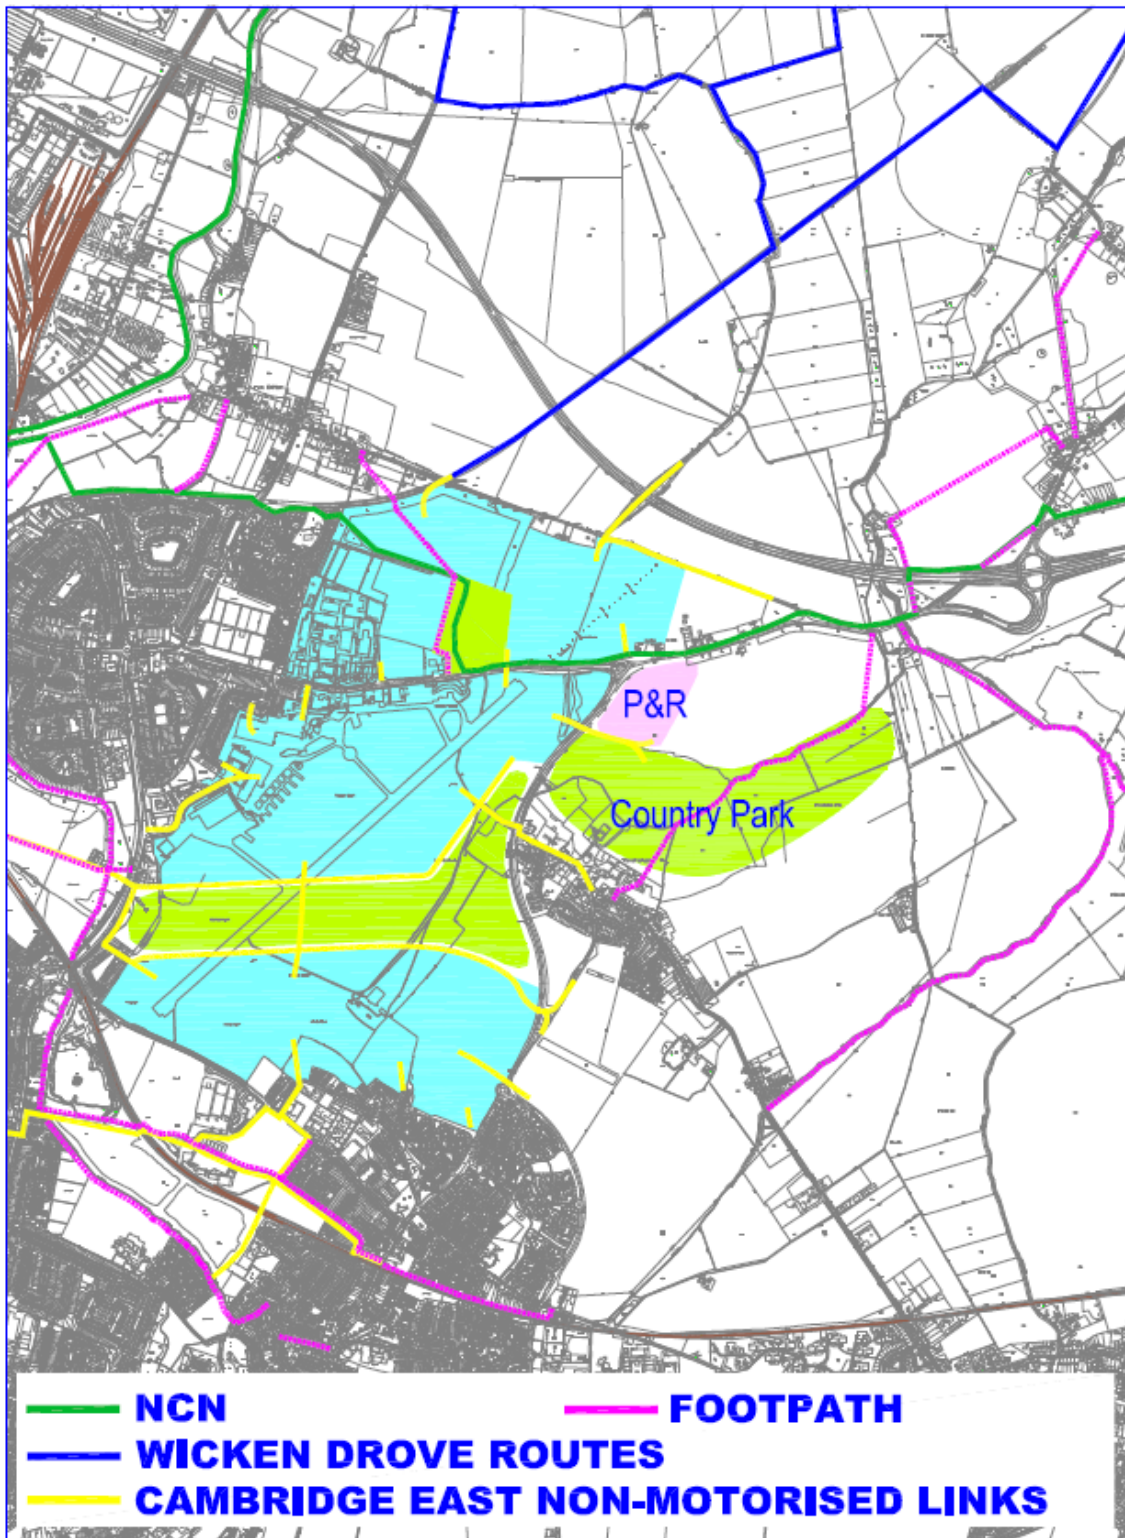 P&R
Country Park
NCN
FOOTPATH
WICKEN DROVE ROUTES
CAMBRIDGE EAST NON-MOTORISED LINKS